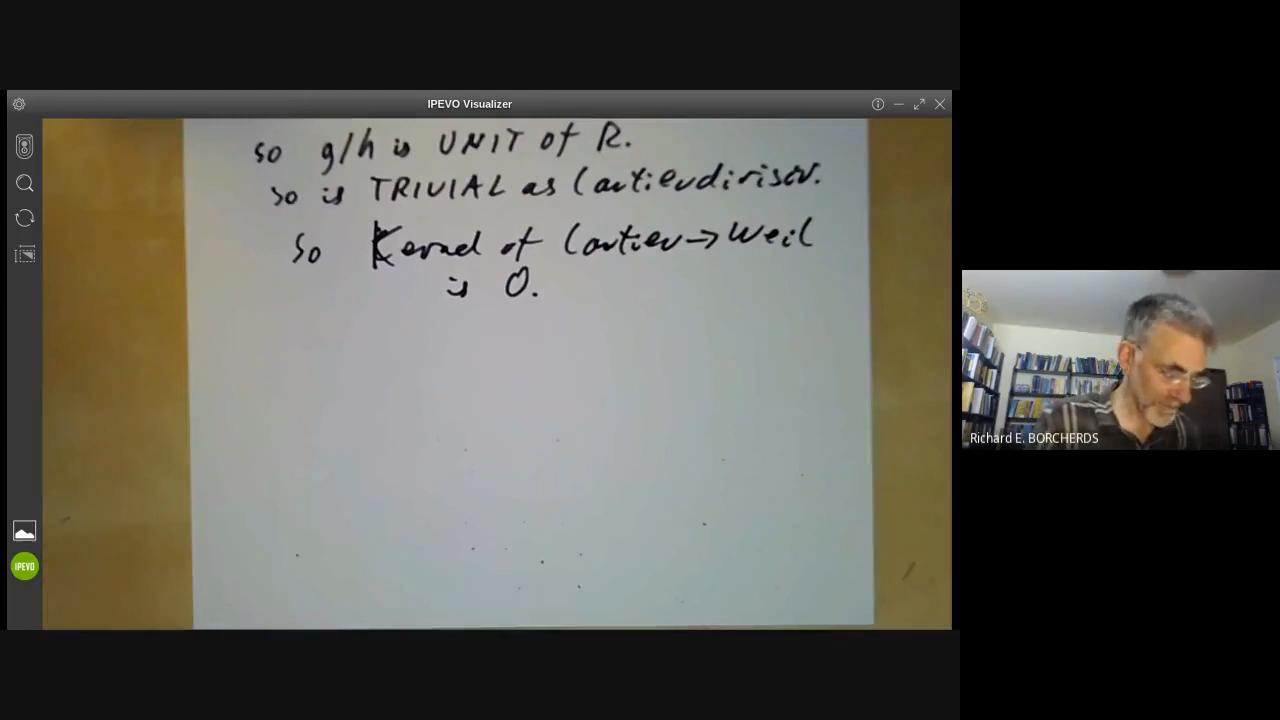 IPEVO Visualizer
so g/h is UNIT of R.
so is TRIVIAL as Cartier divisor.
So Kernel of Cartier → Weil
is 0.
IPEVO
Richard E. BORCHERDS